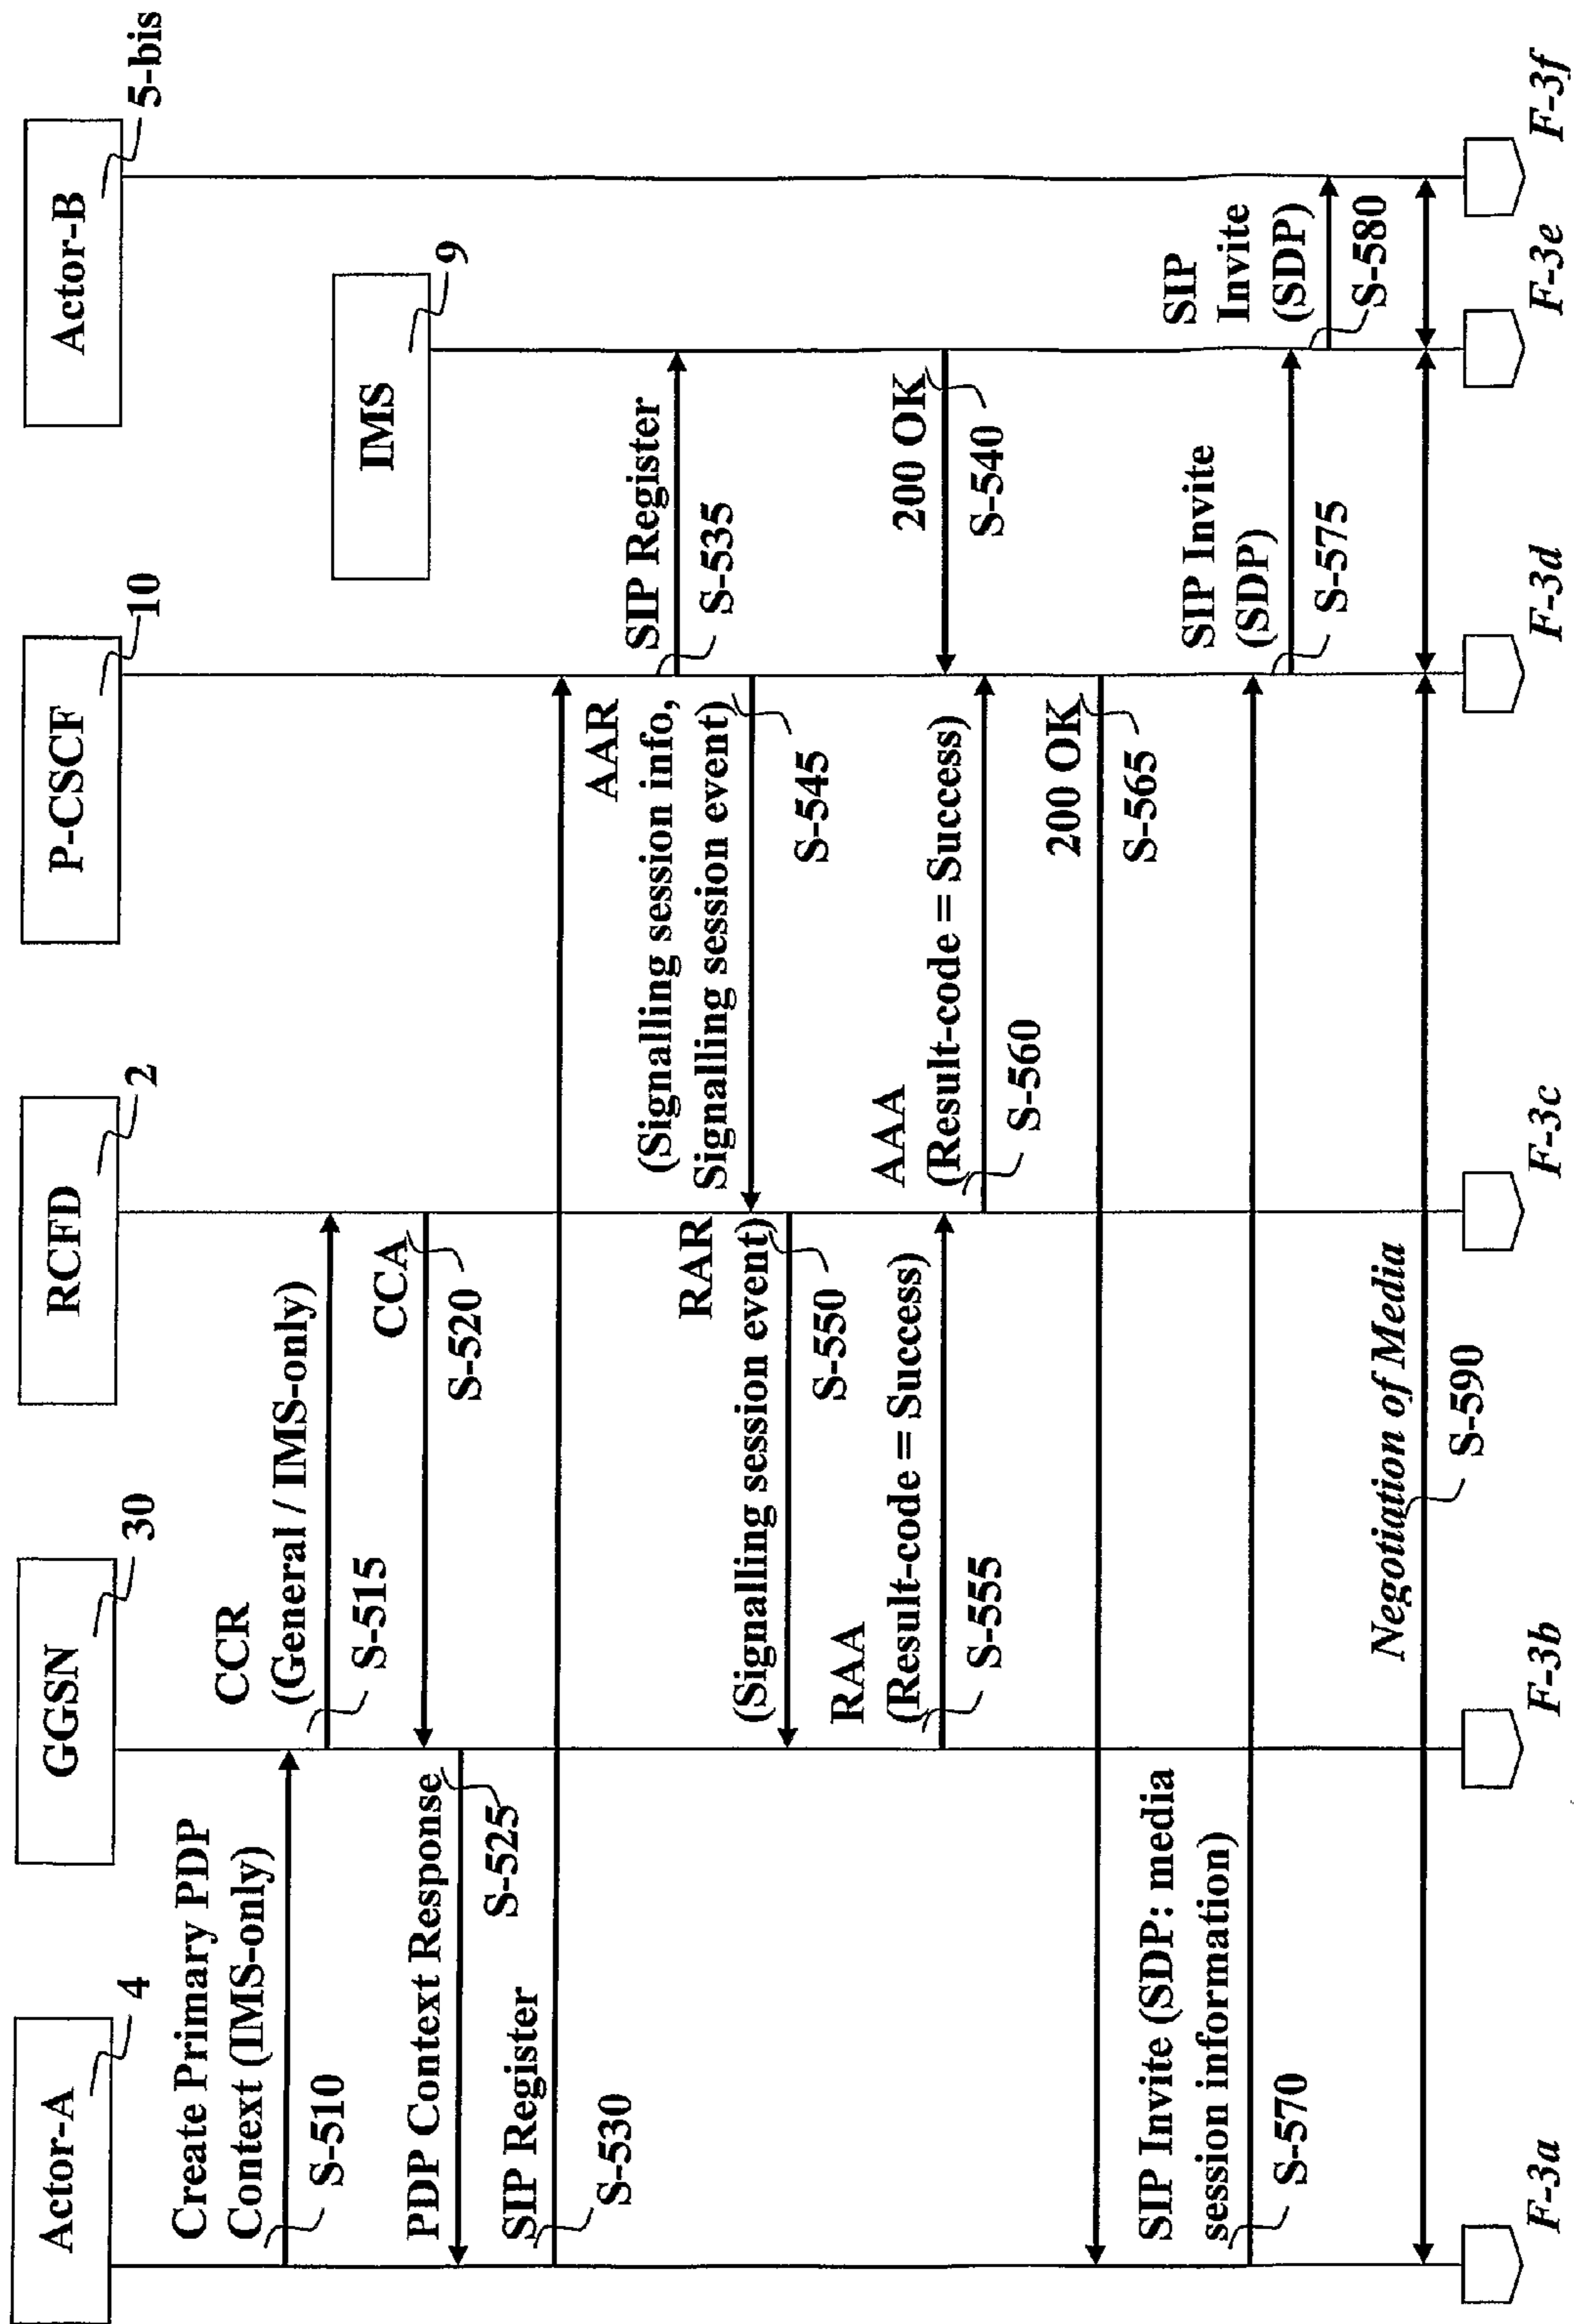 Actor-A
4
GGSN
30
RCFD
2
P-CSCF
10
IMS
9
Actor-B
5-bis
Create Primary PDP
Context (IMS-only)
S-510
CCR
(General / IMS-only)
S-515
CCA
S-520
PDP Context Response
S-525
SIP Register
S-530
SIP Register
S-535
AAR
(Signalling session info,
Signalling session event)
S-545
RAR
(Signalling session event)
S-550
200 OK
S-540
RAA
(Result-code = Success)
S-555
AAA
(Result-code = Success)
S-560
200 OK
S-565
SIP Invite (SDP: media
session information)
S-570
SIP Invite
(SDP)
S-575
SIP
Invite
(SDP)
S-580
Negotiation of Media
S-590
F-3a
F-3b
F-3c
F-3d
F-3e
F-3f